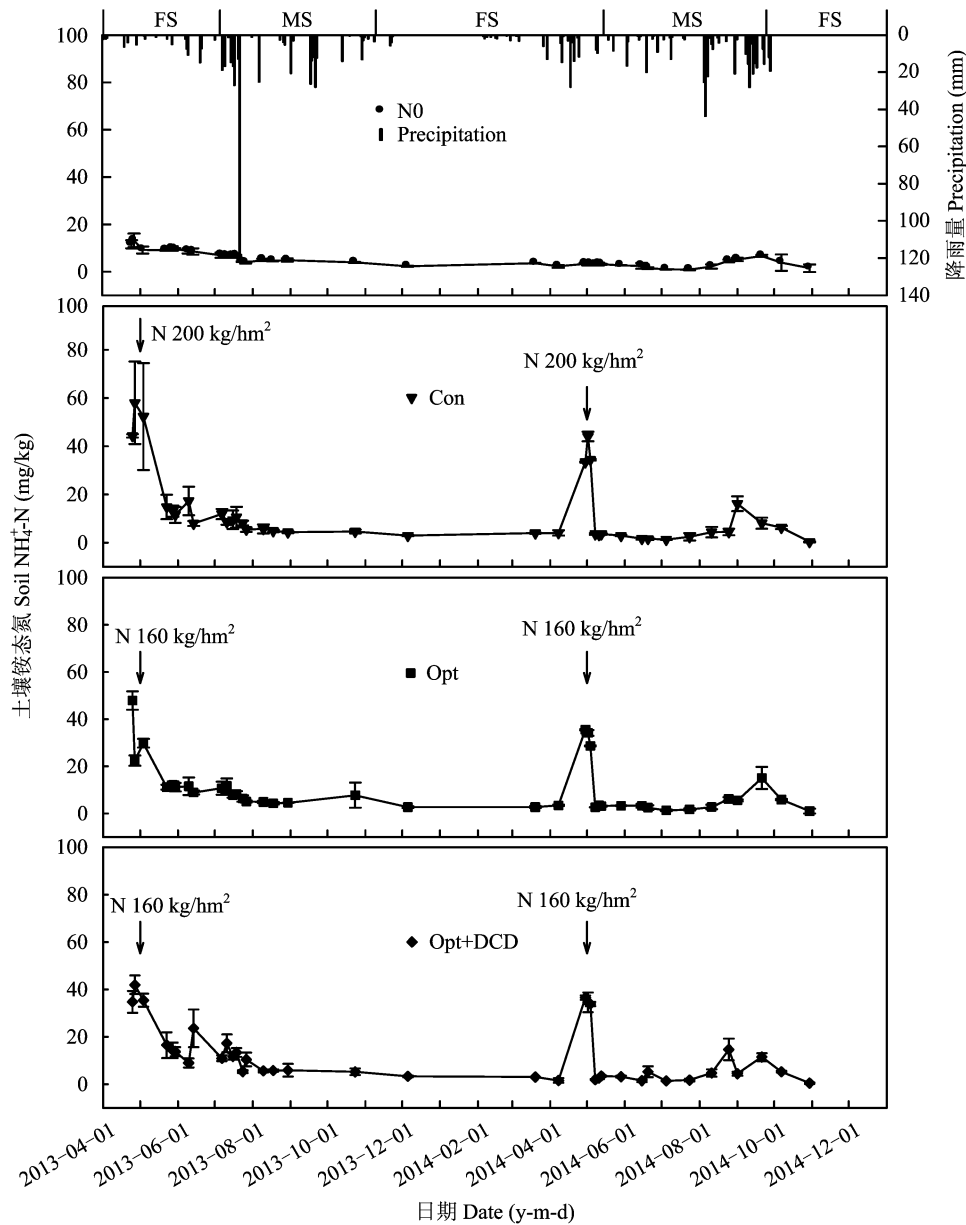 FS MS FS MS FS
100 0
80 20
40
60 60
N0
Precipitation
40 80
20 100
0 120
140
降雨量 Precipitation (mm)
100
80
60
40
20
0
N 200 kg/hm²
N 200 kg/hm²
Con
土壤铵态氮 Soil NH₄⁺-N (mg/kg)
100
80
60
40
20
0
N 160 kg/hm²
N 160 kg/hm²
Opt
100
80
60
40
20
0
N 160 kg/hm²
N 160 kg/hm²
Opt+DCD
2013−04−01 2013−06−01 2013−08−01 2013−10−01 2013−12−01 2014−02−01 2014−04−01 2014−06−01 2014−08−01 2014−10−01 2014−12−01
日期 Date (y-m-d)